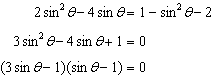 2 sin² θ − 4 sin θ = 1 − sin² θ − 2
3 sin² θ − 4 sin θ + 1 = 0
(3 sin θ − 1)(sin θ − 1) = 0